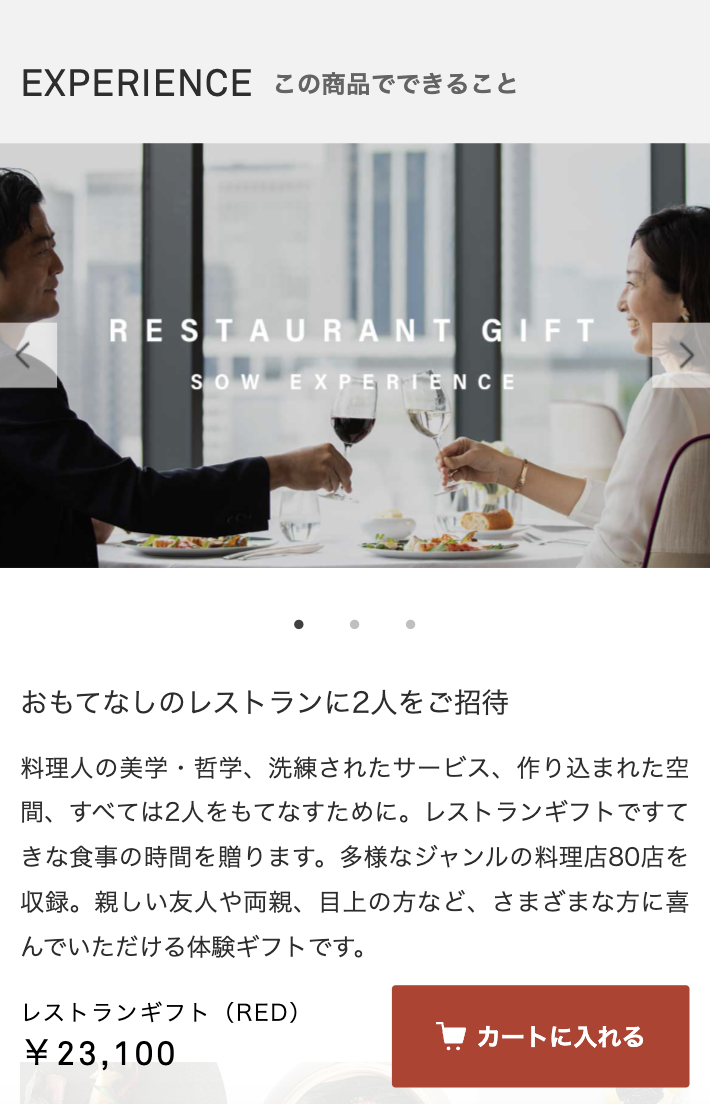 EXPERIENCE この商品でできること
RESTAURANT GIFT
SOW EXPERIENCE
おもてなしのレストランに2人をご招待
料理人の美学・哲学、洗練されたサービス、作り込まれた空
間、すべては2人をもてなすために。レストランギフトですて
きな食事の時間を贈ります。多様なジャンルの料理店80店を
収録。親しい友人や両親、目上の方など、さまざまな方に喜
んでいただける体験ギフトです。
レストランギフト（RED）
￥23,100
カートに入れる